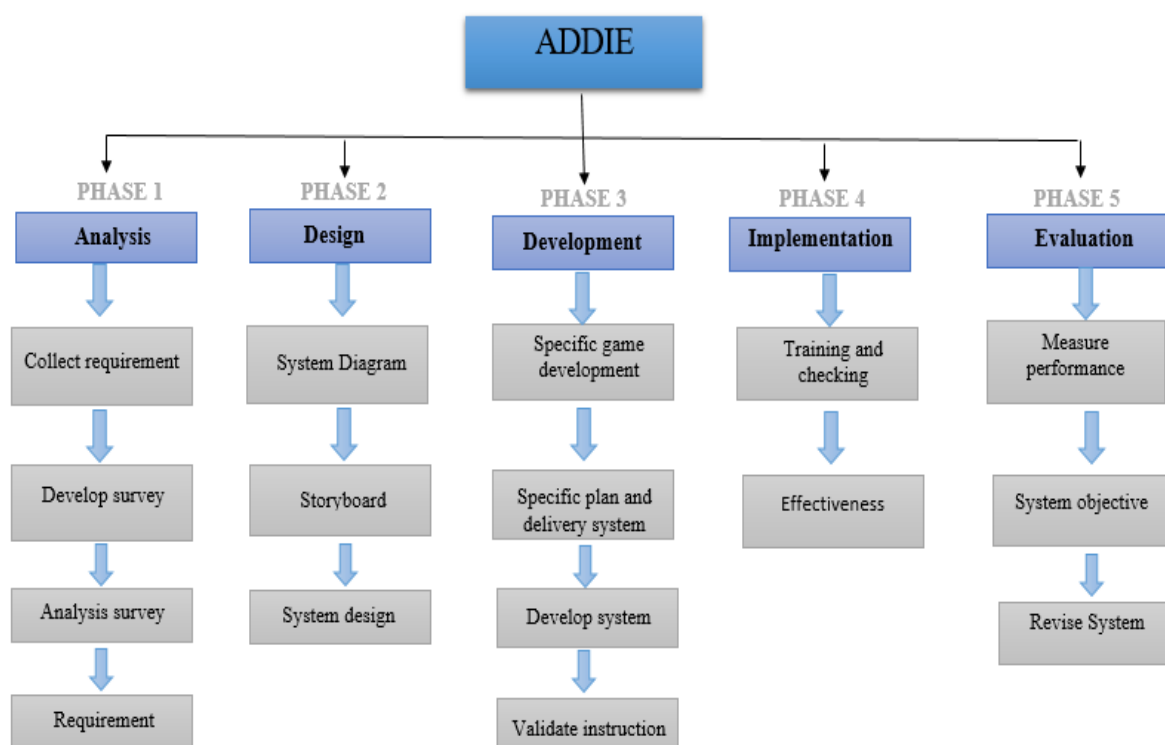 ADDIE
PHASE 1
Analysis
Collect requirement
Develop survey
Analysis survey
Requirement
PHASE 2
Design
System Diagram
Storyboard
System design
PHASE 3
Development
Specific game
development
Specific plan and
delivery system
Develop system
Validate instruction
PHASE 4
Implementation
Training and
checking
Effectiveness
PHASE 5
Evaluation
Measure
performance
System objective
Revise System